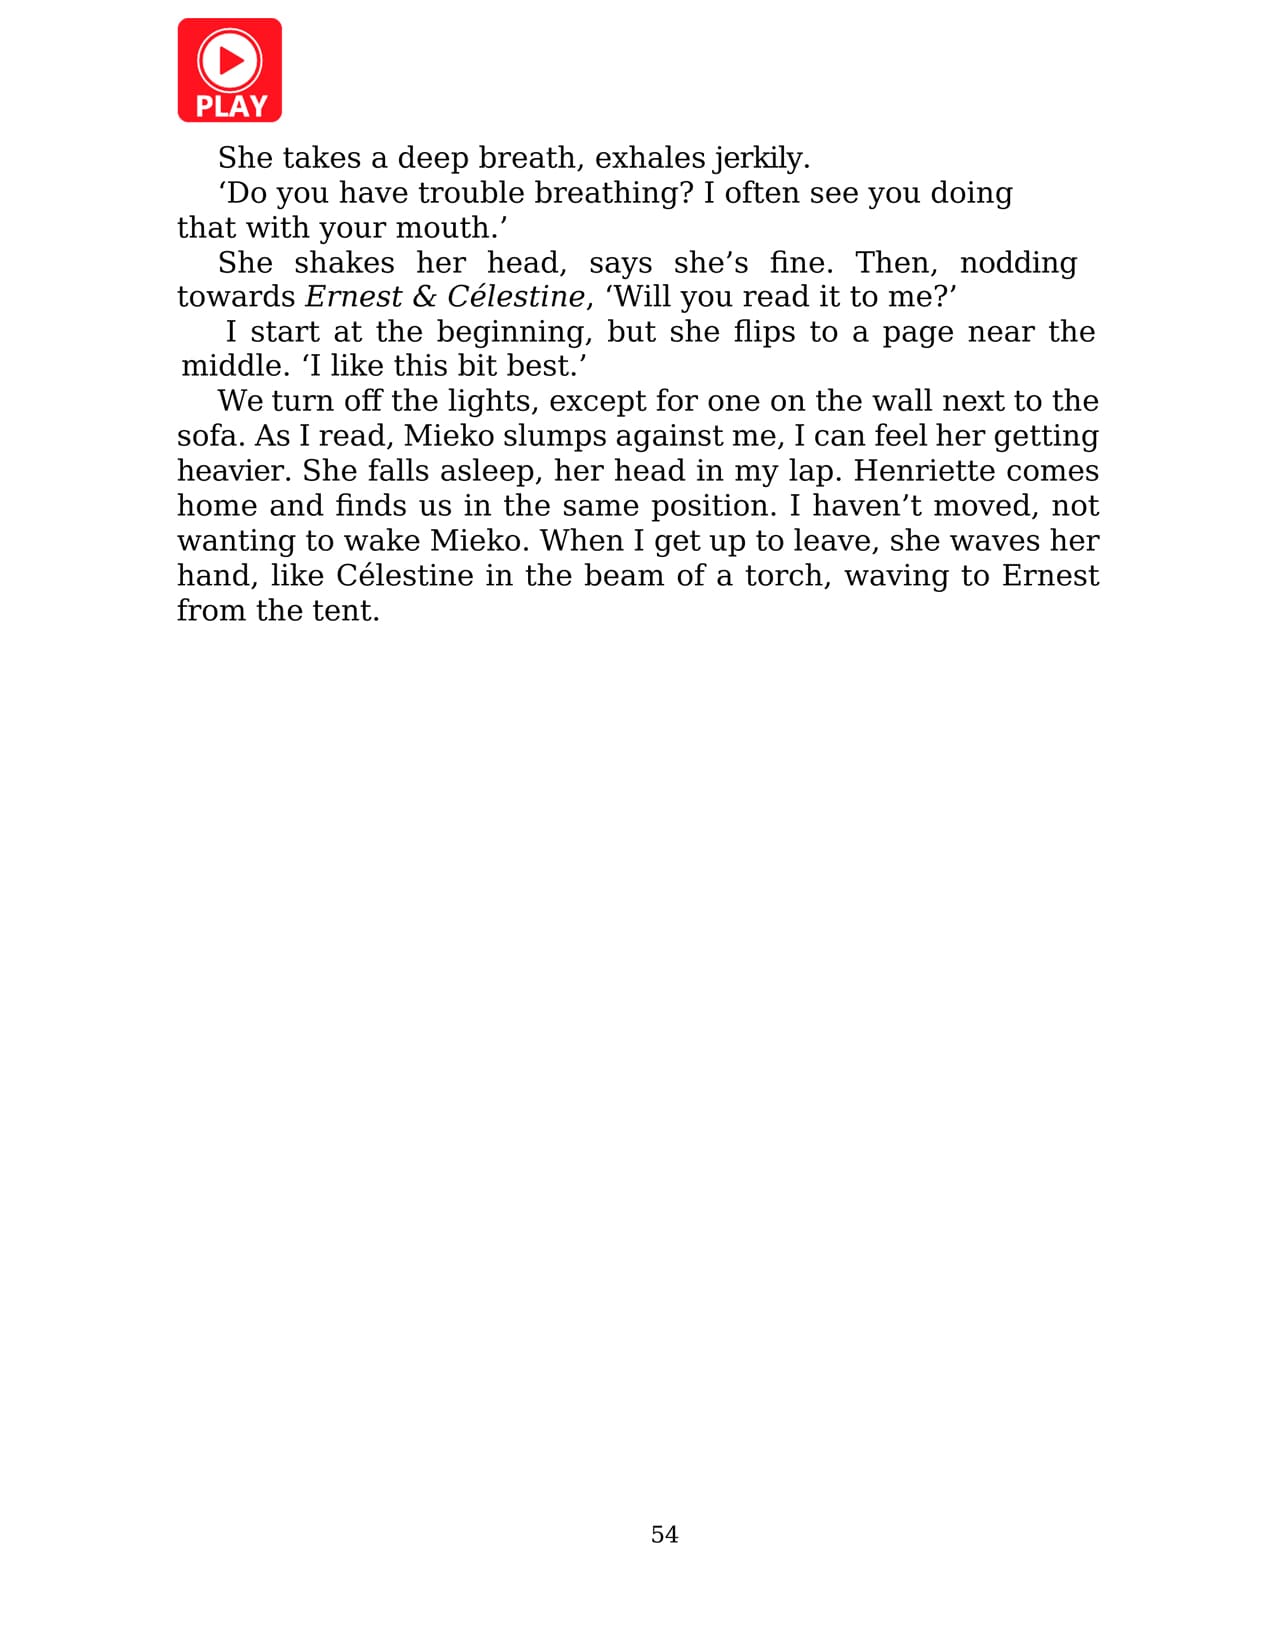 PLAY
She takes a deep breath, exhales jerkily.
‘Do you have trouble breathing? I often see you doing
that with your mouth.’
She shakes her head, says she’s fine. Then, nodding
towards Ernest & Célestine, ‘Will you read it to me?’
I start at the beginning, but she flips to a page near the
middle. ‘I like this bit best.’
We turn off the lights, except for one on the wall next to the
sofa. As I read, Mieko slumps against me, I can feel her getting
heavier. She falls asleep, her head in my lap. Henriette comes
home and finds us in the same position. I haven’t moved, not
wanting to wake Mieko. When I get up to leave, she waves her
hand, like Célestine in the beam of a torch, waving to Ernest
from the tent.
54